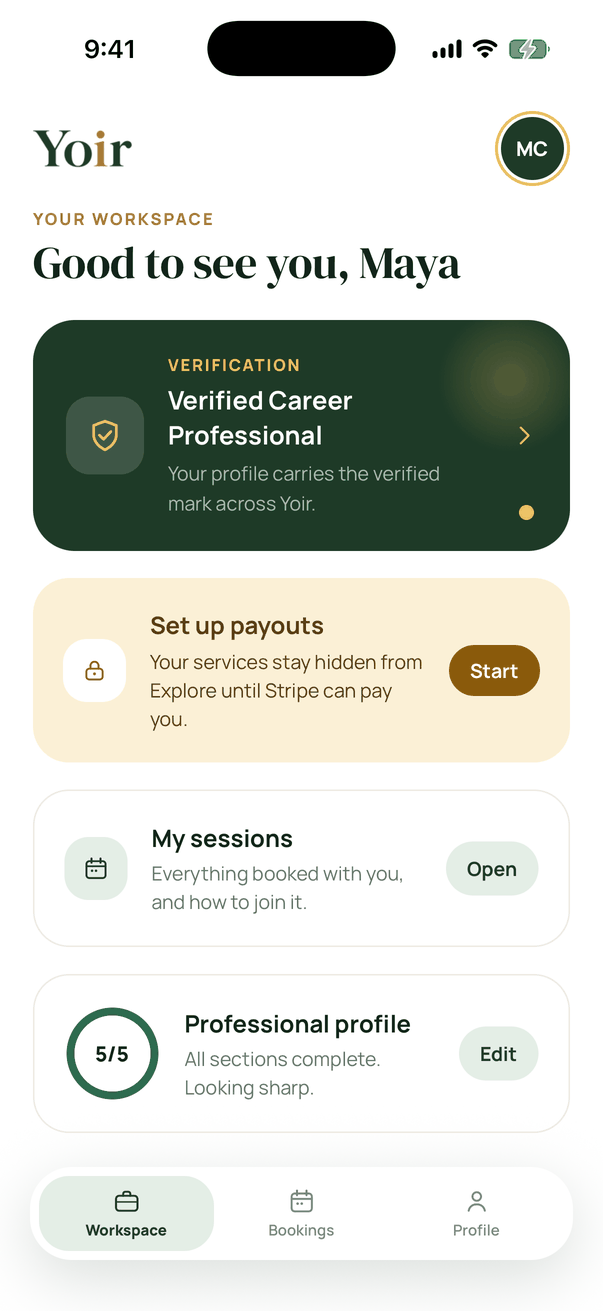 9:41
Yoir
MC
YOUR WORKSPACE
Good to see you, Maya
VERIFICATION
Verified Career
Professional
Your profile carries the verified
mark across Yoir.
Set up payouts
Your services stay hidden from
Explore until Stripe can pay
you.
Start
My sessions
Everything booked with you,
and how to join it.
Open
5/5
Professional profile
All sections complete.
Looking sharp.
Edit
Workspace
Bookings
Profile